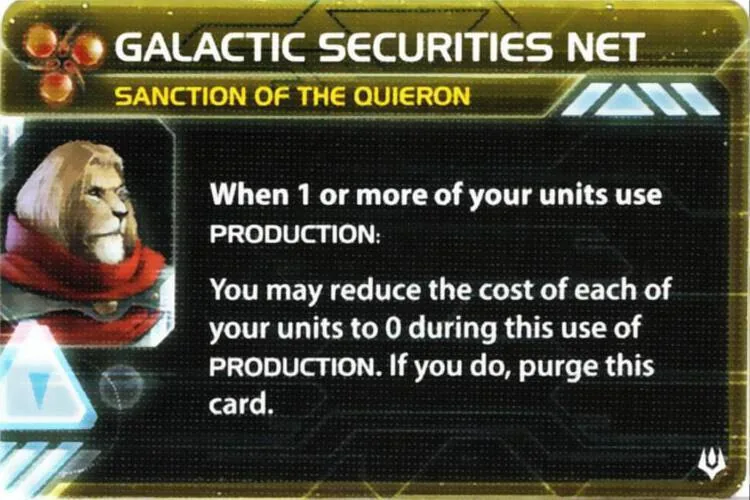 GALACTIC SECURITIES NET
SANCTION OF THE QUIERON
When 1 or more of your units use
PRODUCTION:
You may reduce the cost of each of
your units to 0 during this use of
PRODUCTION. If you do, purge this
card.